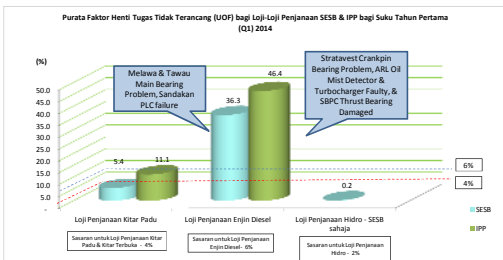 Purata Faktor Henti Tugas Tidak Terancang (UOF) bagi Loji-Loji Penjanaan SESB & IPP bagi Suku Tahun Pertama
(Q1) 2014
(%)
50.0
45.0
40.0
35.0
30.0
25.0
20.0
15.0
10.0
5.0
-
Melawa & Tawau
Main Bearing
Problem, Sandakan
PLC failure
Stratavest Crankpin
Bearing Problem, ARL Oil
Mist Detector &
Turbocharger Faulty, &
SBPC Thrust Bearing
Damaged
5.4
11.1
36.3
46.4
0.2
6%
4%
Loji Penjanaan Kitar Padu
Loji Penjanaan Enjin Diesel
Loji Penjanaan Hidro - SESB
sahaja
SESB
IPP
Sasaran untuk Loji Penjanaan Kitar
Padu & Kitar Terbuka - 4%
Sasaran untuk Loji Penjanaan
Enjin Diesel- 6%
Sasaran untuk Loji Penjanaan
Hidro - 2%